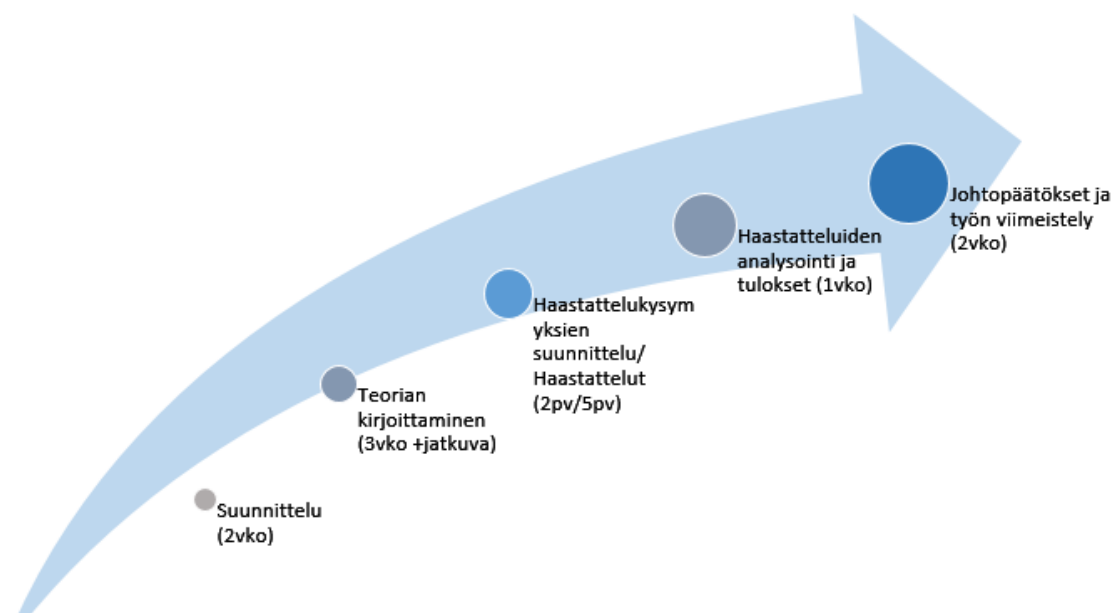 Suunnittelu
(2vko)
Teorian
kirjoittaminen
(3vko +jatkuva)
Haastattelukysym
yksien
suunnittelu/
Haastattelut
(2pv/5pv)
Haastatteluiden
analysointi ja
tulokset (1vko)
Johtopäätökset ja
työn viimeistely
(2vko)